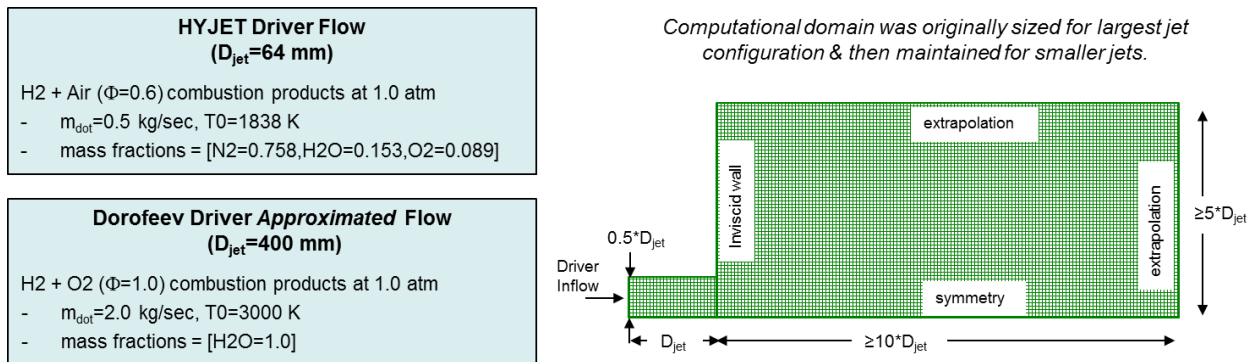 HYJET Driver Flow
(Djet=64 mm)
H2 + Air (Φ=0.6) combustion products at 1.0 atm
- mdot=0.5 kg/sec, T0=1838 K
- mass fractions = [N2=0.758,H2O=0.153,O2=0.089]
Dorofeev Driver Approximated Flow
(Djet=400 mm)
H2 + O2 (Φ=1.0) combustion products at 1.0 atm
- mdot=2.0 kg/sec, T0=3000 K
- mass fractions = [H2O=1.0]
Computational domain was originally sized for largest jet
configuration & then maintained for smaller jets.
extrapolation
Inviscid wall
extrapolation
≥5*Djet
0.5*Djet
Driver
Inflow
symmetry
Djet
≥10*Djet